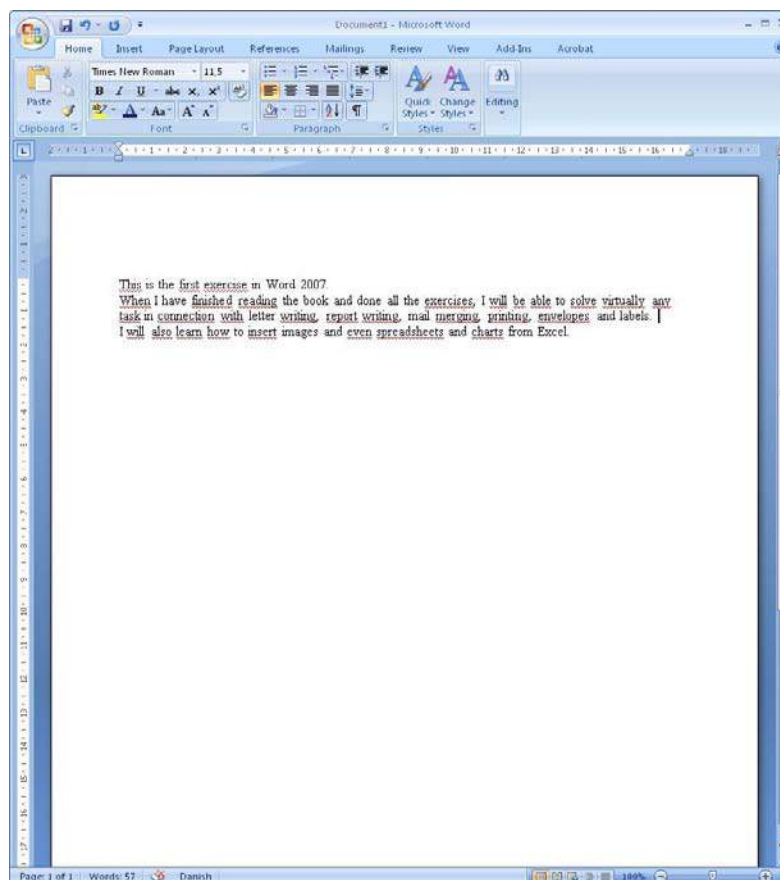 Document1 - Microsoft Word
Home Insert Page Layout References Mailings Review View Add-Ins Acrobat
Times New Roman 11,5
Paste
Quick Styles Change Styles Editing
Clipboard Font Paragraph Styles
This is the first exercise in Word 2007.
When I have finished reading the book and done all the exercises, I will be able to solve virtually any
task in connection with letter writing, report writing, mail merging, printing, envelopes and labels.
I will also learn how to insert images and even spreadsheets and charts from Excel.
Page: 1 of 1 Words: 57 Danish 100%